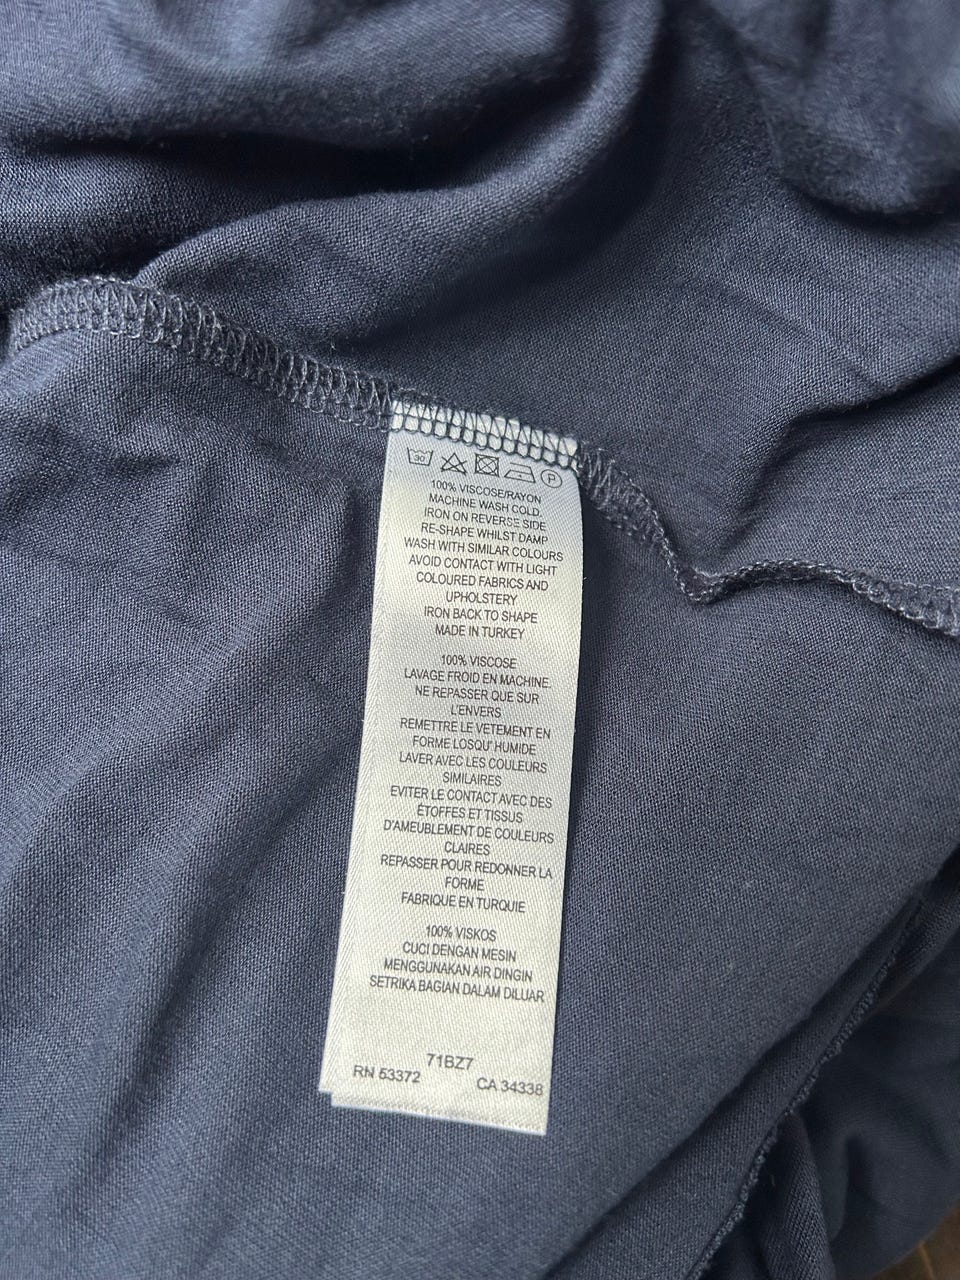 30 P
100% VISCOSE/RAYON
MACHINE WASH COLD.
IRON ON REVERSE SIDE
RE-SHAPE WHILST DAMP
WASH WITH SIMILAR COLOURS
AVOID CONTACT WITH LIGHT
COLOURED FABRICS AND
UPHOLSTERY
IRON BACK TO SHAPE
MADE IN TURKEY
100% VISCOSE
LAVAGE FROID EN MACHINE.
NE REPASSER QUE SUR
L'ENVERS
REMETTRE LE VETEMENT EN
FORME LOSQU' HUMIDE
LAVER AVEC LES COULEURS
SIMILAIRES
EVITER LE CONTACT AVEC DES
ÉTOFFES ET TISSUS
D'AMEUBLEMENT DE COULEURS
CLAIRES
REPASSER POUR REDONNER LA
FORME
FABRIQUE EN TURQUIE
100% VISKOS
CUCI DENGAN MESIN
MENGGUNAKAN AIR DINGIN
SETRIKA BAGIAN DALAM DILUAR
71BZ7
RN 53372 CA 34338